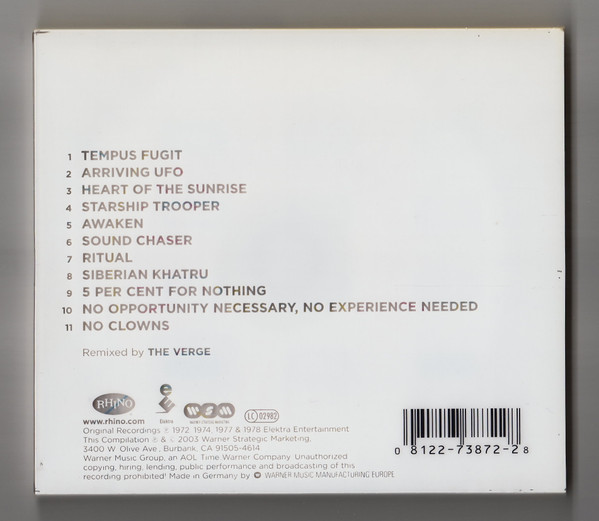 1 TEMPUS FUGIT
2 ARRIVING UFO
3 HEART OF THE SUNRISE
4 STARSHIP TROOPER
5 AWAKEN
6 SOUND CHASER
7 RITUAL
8 SIBERIAN KHATRU
9 5 PER CENT FOR NOTHING
10 NO OPPORTUNITY NECESSARY, NO EXPERIENCE NEEDED
11 NO CLOWNS
Remixed by THE VERGE
RHINO
www.rhino.com
WSM
LC 02982
Original Recordings ℗ 1972, 1974, 1977 & 1978 Elektra Entertainment
This Compilation ℗ & © 2003 Warner Strategic Marketing,
3400 W. Olive Ave., Burbank, CA 91505-4614
Warner Music Group, an AOL Time Warner Company. Unauthorized
copying, hiring, lending, public performance and broadcasting of this
recording prohibited! Made in Germany by WARNER MUSIC MANUFACTURING EUROPE
0 8122-73872-2 8